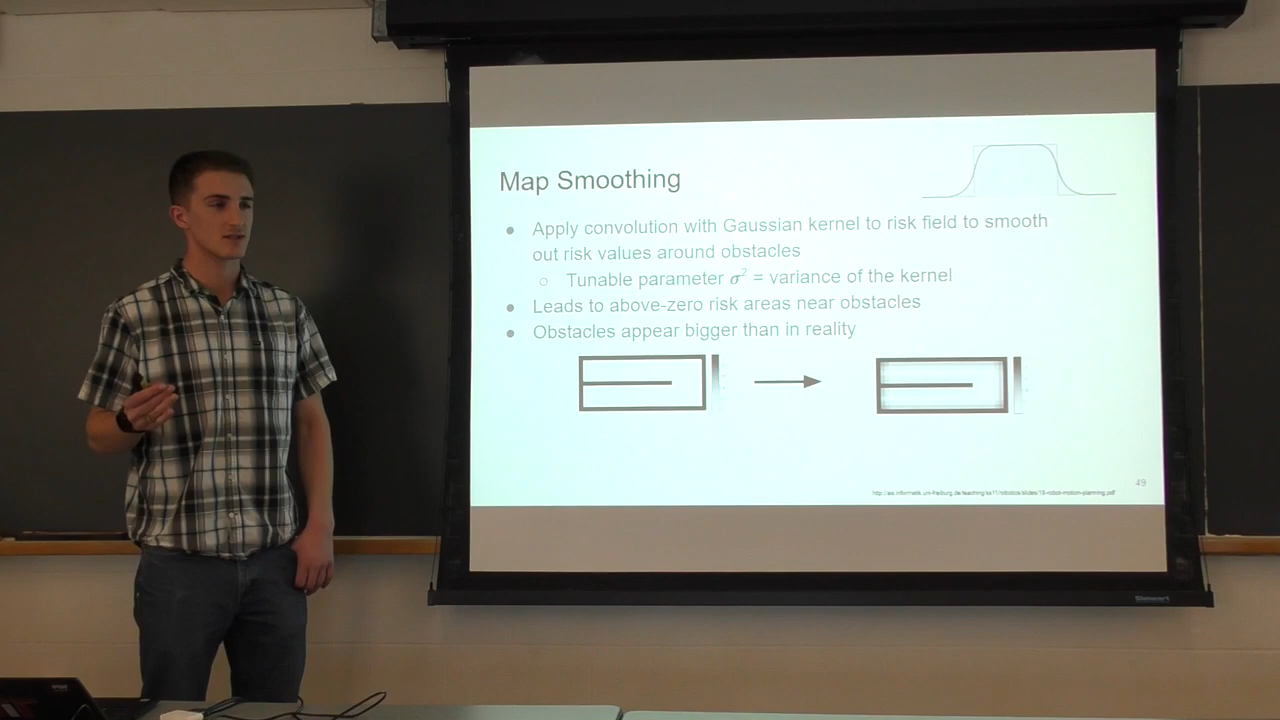 Map Smoothing
● Apply convolution with Gaussian kernel to risk field to smooth
out risk values around obstacles
○ Tunable parameter σ² = variance of the kernel
● Leads to above-zero risk areas near obstacles
● Obstacles appear bigger than in reality
49